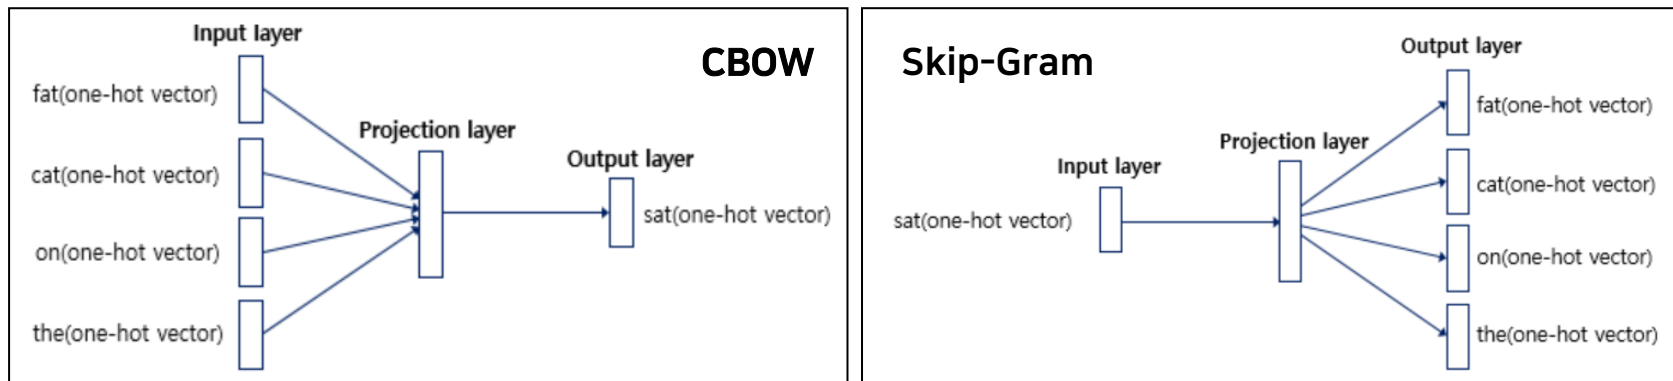 Input layer
CBOW
fat(one-hot vector)
Projection layer
cat(one-hot vector)
Output layer
sat(one-hot vector)
on(one-hot vector)
the(one-hot vector)
Skip-Gram
Output layer
fat(one-hot vector)
Projection layer
Input layer
cat(one-hot vector)
sat(one-hot vector)
on(one-hot vector)
the(one-hot vector)